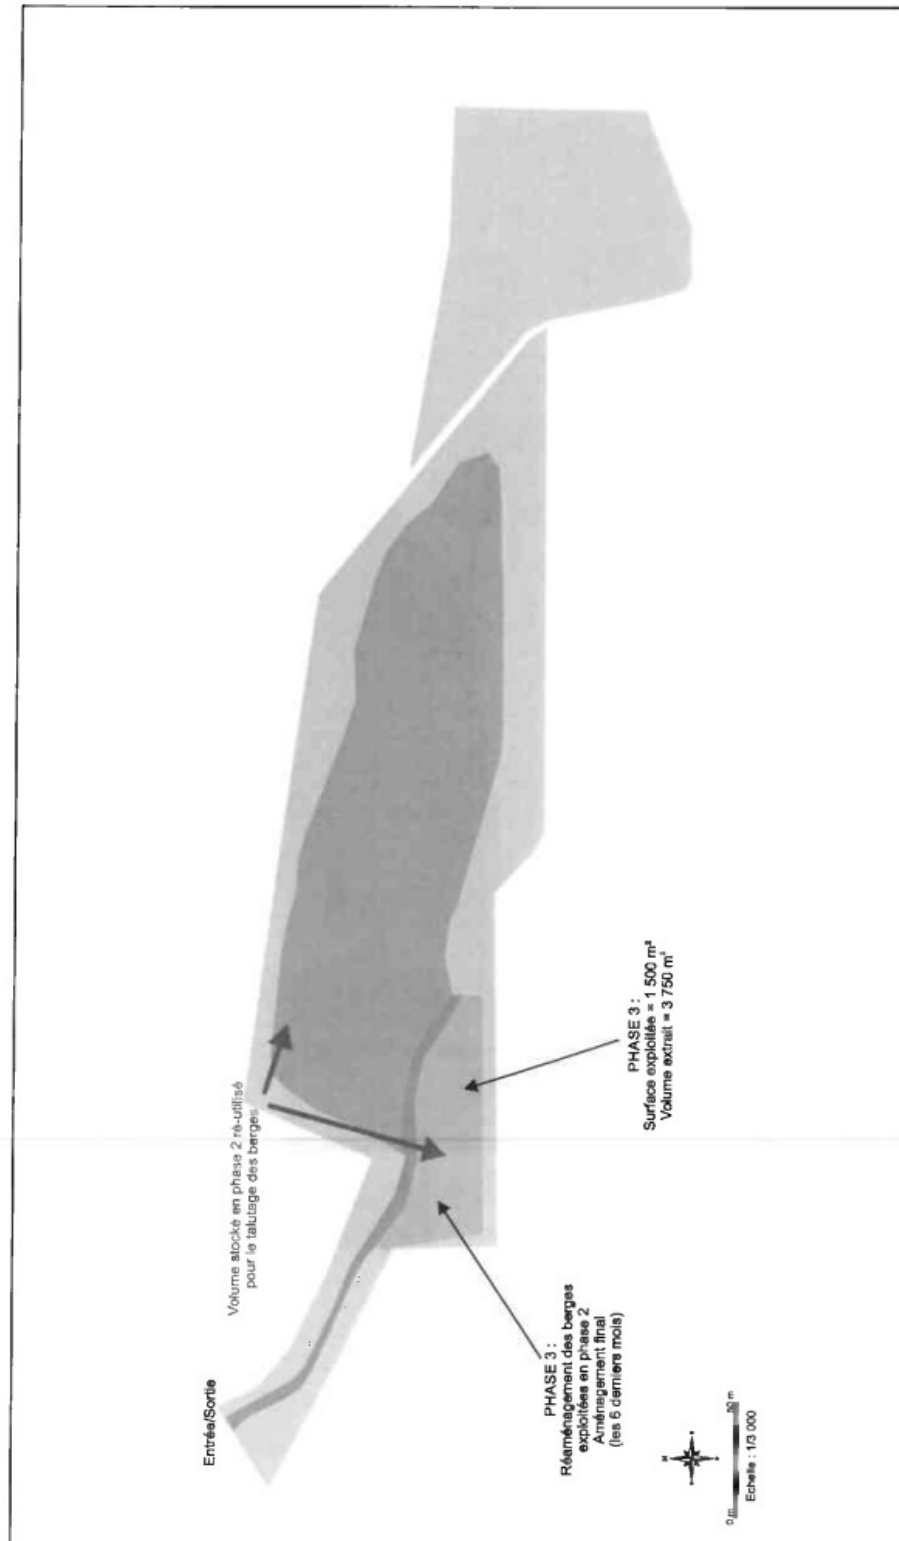 Volume stocké en phase 2 ré-utilisé
pour le talutage des berges.
Entrée/Sortie
PHASE 3 :
Surface exploitée = 1 500 m²
Volume extrait = 3 750 m³
PHASE 3 :
Réaménagement des berges
exploitées en phase 2
Aménagement final
(les 6 derniers mois)
N
0 m
50 m
Echelle : 1/3 000